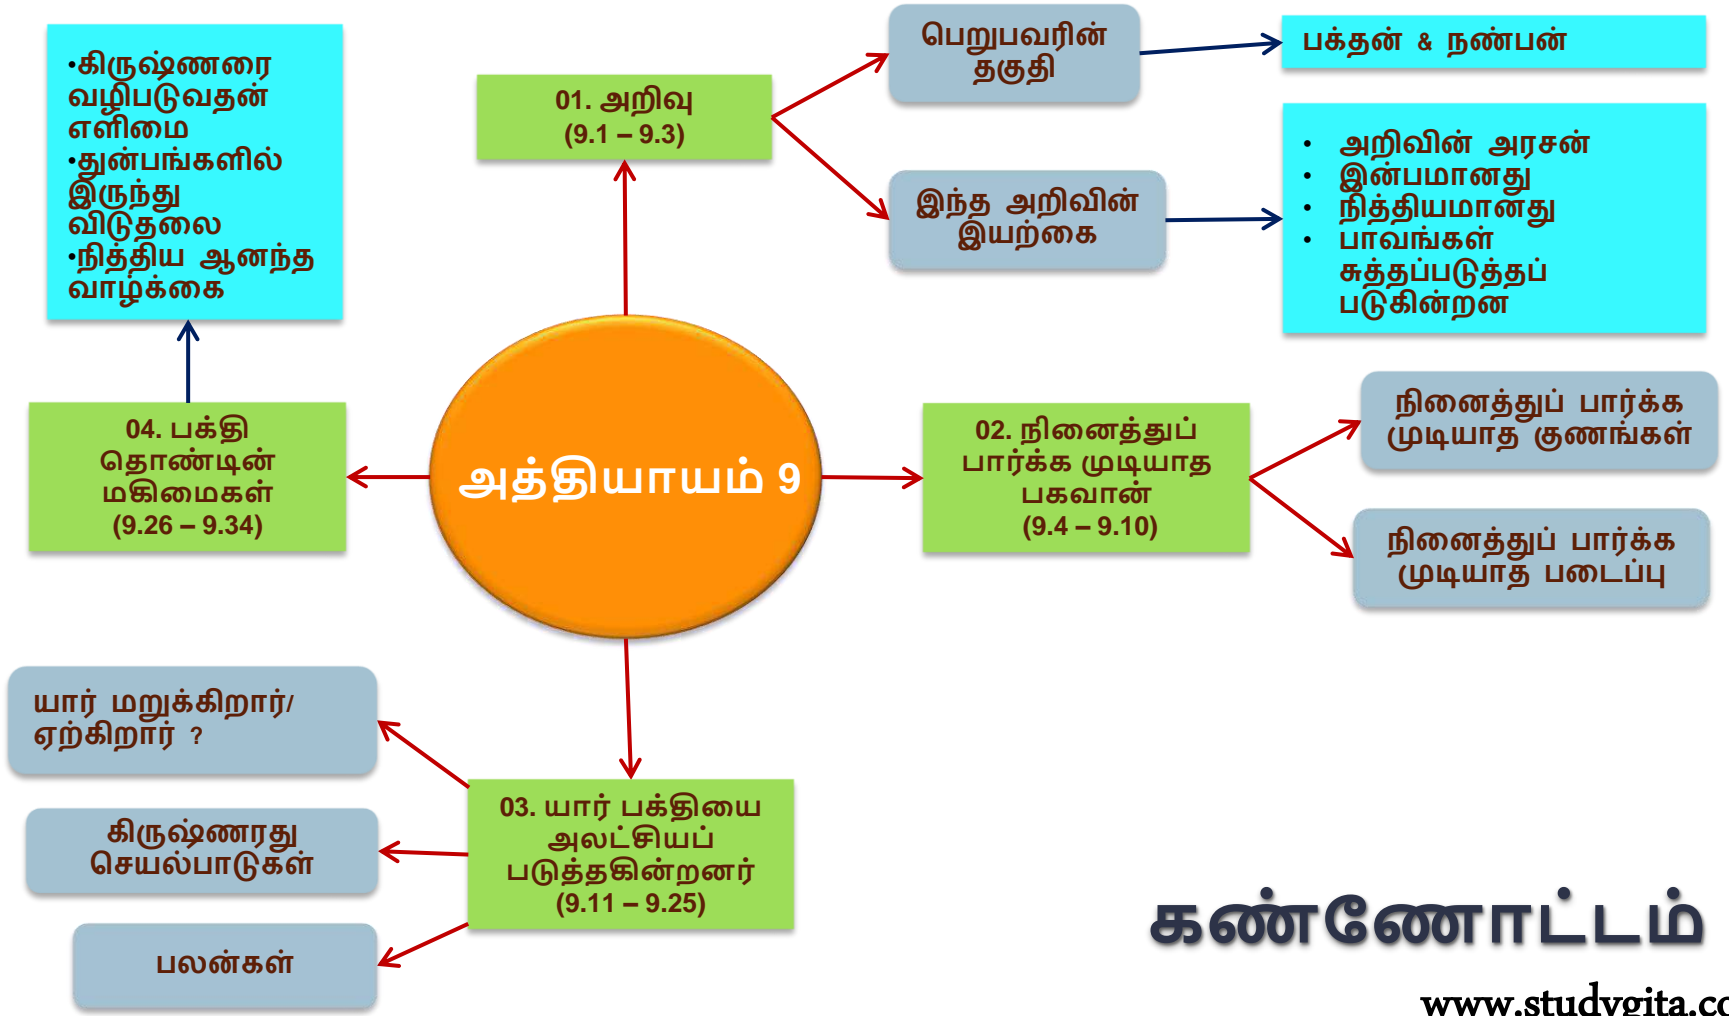 •கிருஷ்ணரை
வழிபடுவதன்
எளிமை
•துன்பங்களில்
இருந்து
விடுதலை
•நித்திய ஆனந்த
வாழ்க்கை
01. அறிவு
(9.1 – 9.3)
பெறுபவரின்
தகுதி
பக்தன் & நண்பன்
இந்த அறிவின்
இயற்கை
• அறிவின் அரசன்
• இன்பமானது
• நித்தியமானது
• பாவங்கள்
சுத்தப்படுத்தப்
படுகின்றன
04. பக்தி
தொண்டின்
மகிமைகள்
(9.26 – 9.34)
அத்தியாயம் 9
02. நினைத்துப்
பார்க்க முடியாத
பகவான்
(9.4 – 9.10)
நினைத்துப் பார்க்க
முடியாத குணங்கள்
நினைத்துப் பார்க்க
முடியாத படைப்பு
யார் மறுக்கிறார்/
ஏற்கிறார் ?
கிருஷ்ணரது
செயல்பாடுகள்
பலன்கள்
03. யார் பக்தியை
அலட்சியப்
படுத்தகின்றனர்
(9.11 – 9.25)
கண்ணோட்டம்
www.studygita.co